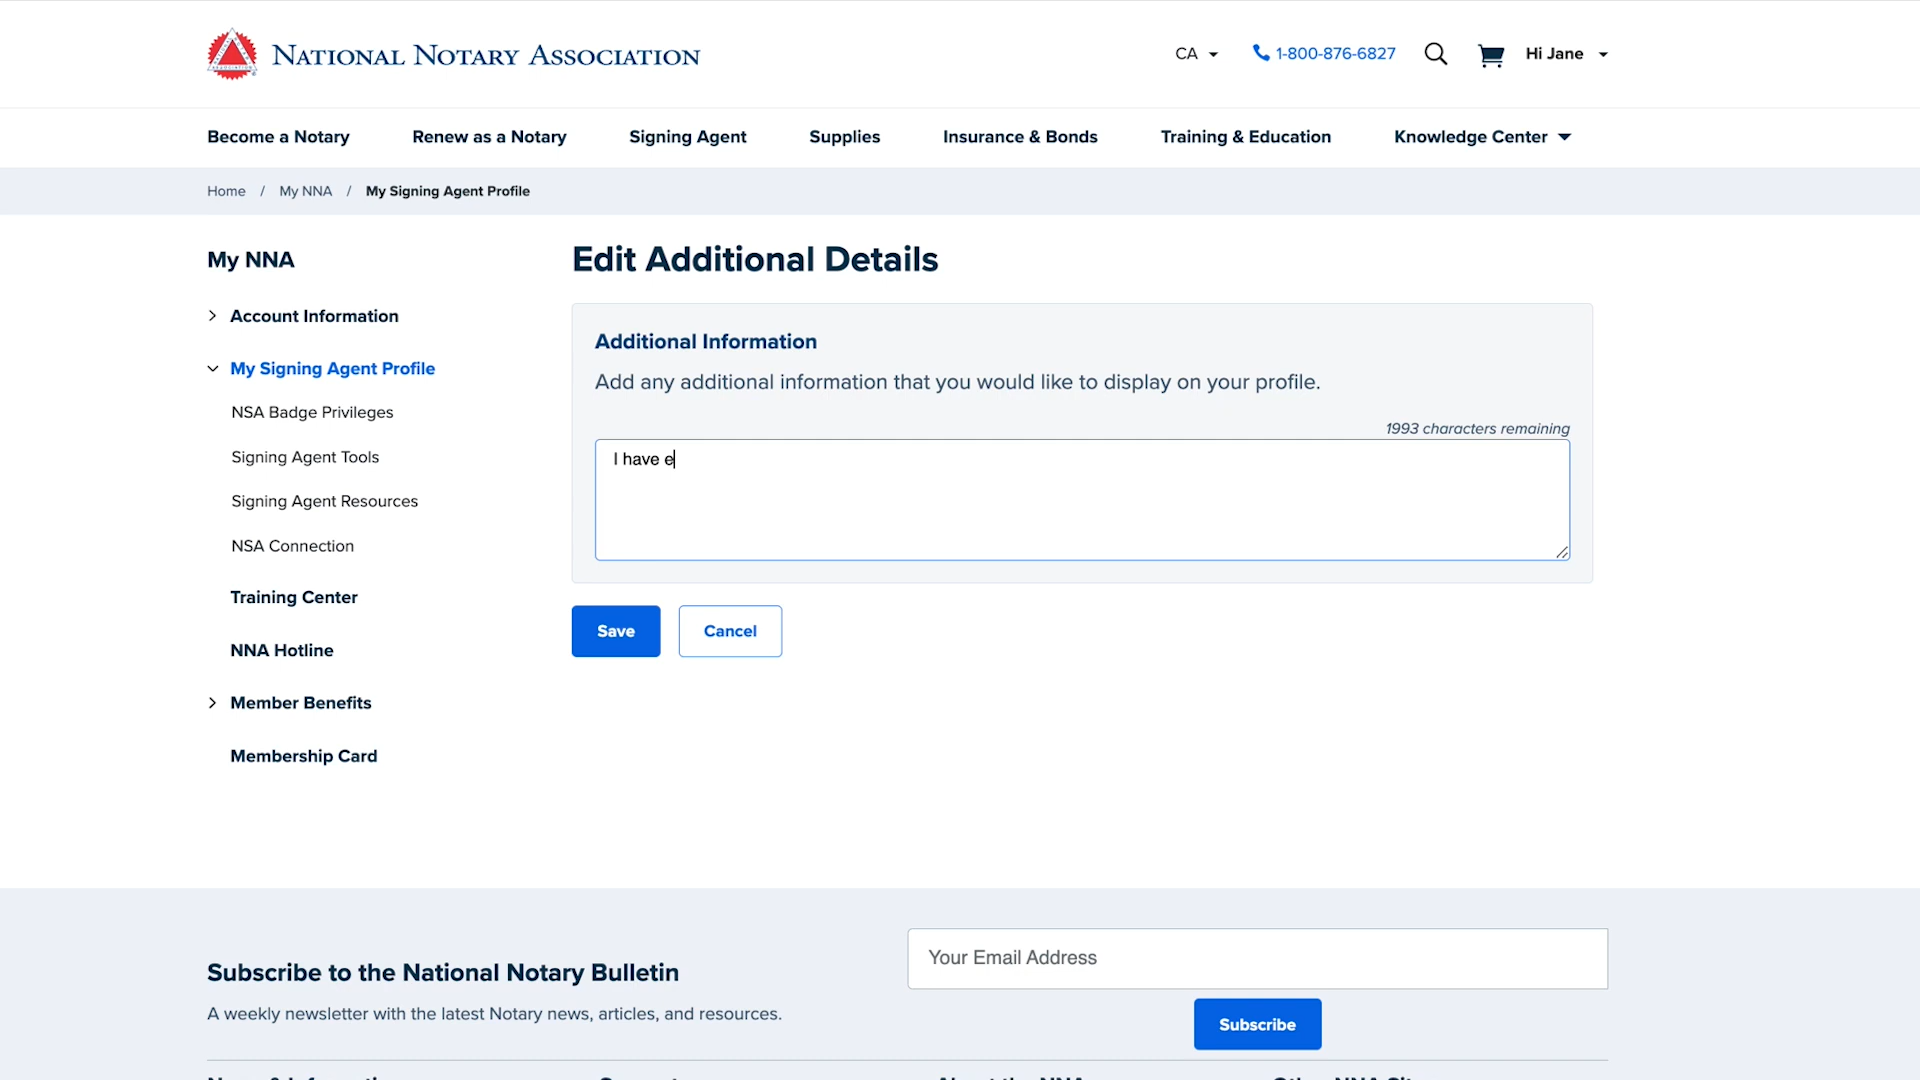 NATIONAL NOTARY ASSOCIATION
CA
1-800-876-6827
Hi Jane
Become a Notary
Renew as a Notary
Signing Agent
Supplies
Insurance & Bonds
Training & Education
Knowledge Center
Home / My NNA / My Signing Agent Profile
My NNA
Account Information
My Signing Agent Profile
NSA Badge Privileges
Signing Agent Tools
Signing Agent Resources
NSA Connection
Training Center
NNA Hotline
Member Benefits
Membership Card
Edit Additional Details
Additional Information
Add any additional information that you would like to display on your profile.
1993 characters remaining
I have e
Save
Cancel
Subscribe to the National Notary Bulletin
A weekly newsletter with the latest Notary news, articles, and resources.
Your Email Address
Subscribe